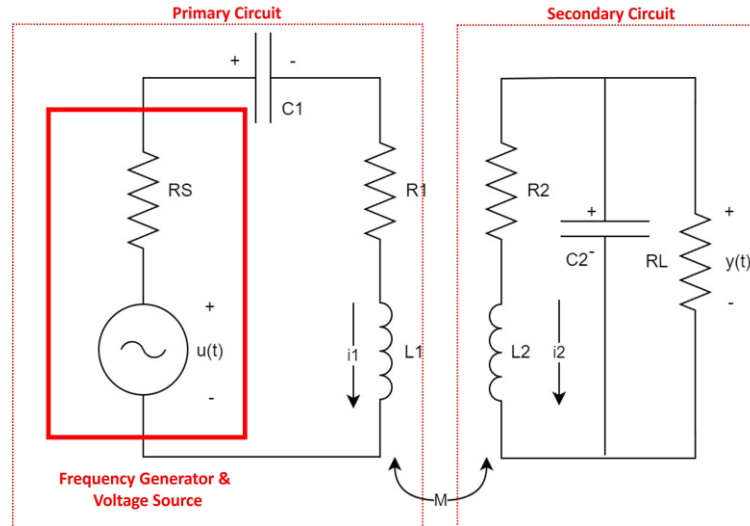 Primary Circuit
Secondary Circuit
+ -
C1
RS
R1
R2
+
+
C2-
RL
y(t)
-
+
u(t)
-
i1
L1
L2
i2
M
Frequency Generator &
Voltage Source